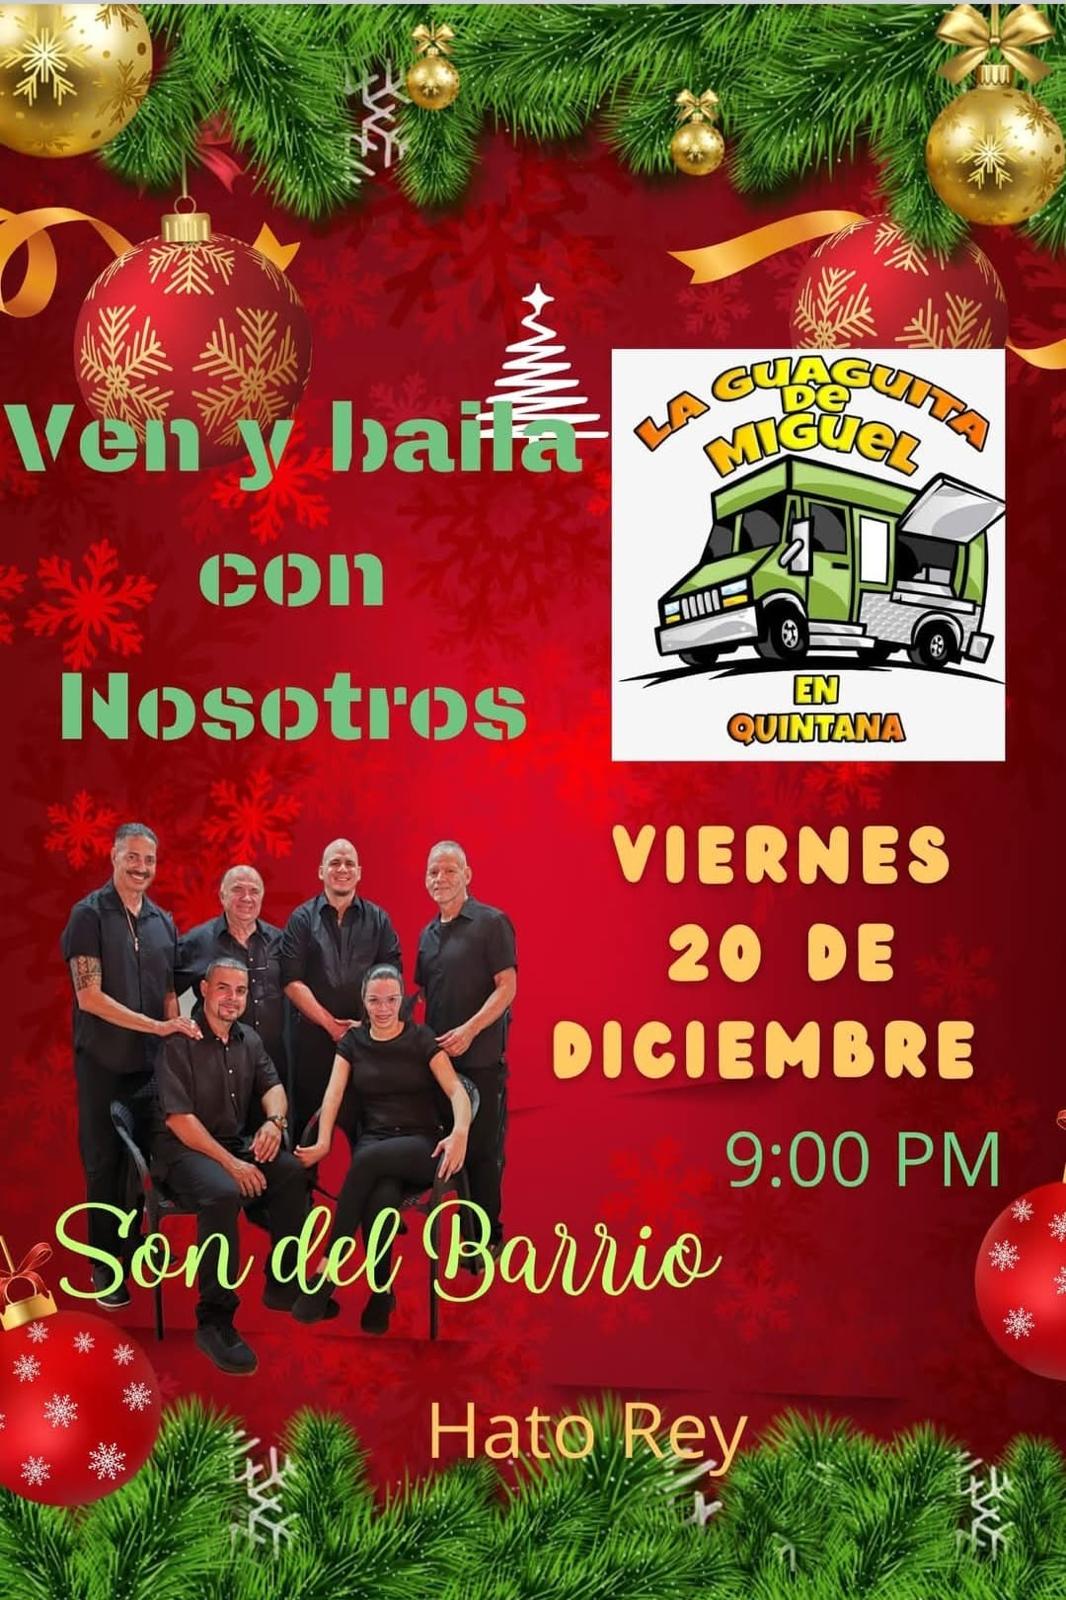 Ven y baila
con
Nosotros
LA GUAGUITA
De
MIGUeL
EN
QUINTANA
VIERNES
20 DE
DICIEMBRE
9:00 PM
Son del Barrio
Hato Rey